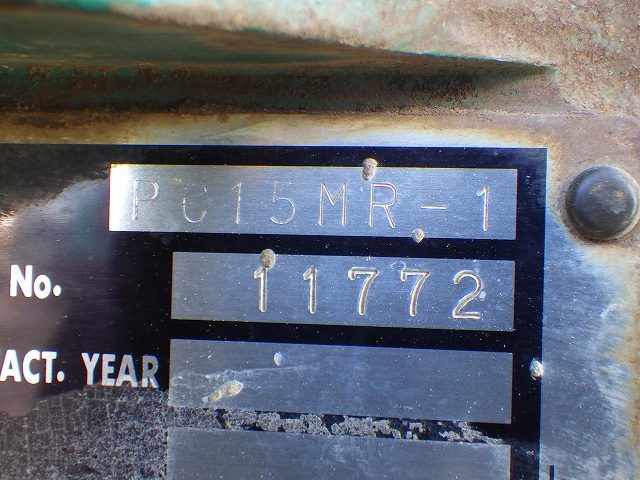 PC15MR-1
No. 11772
ACT. YEAR